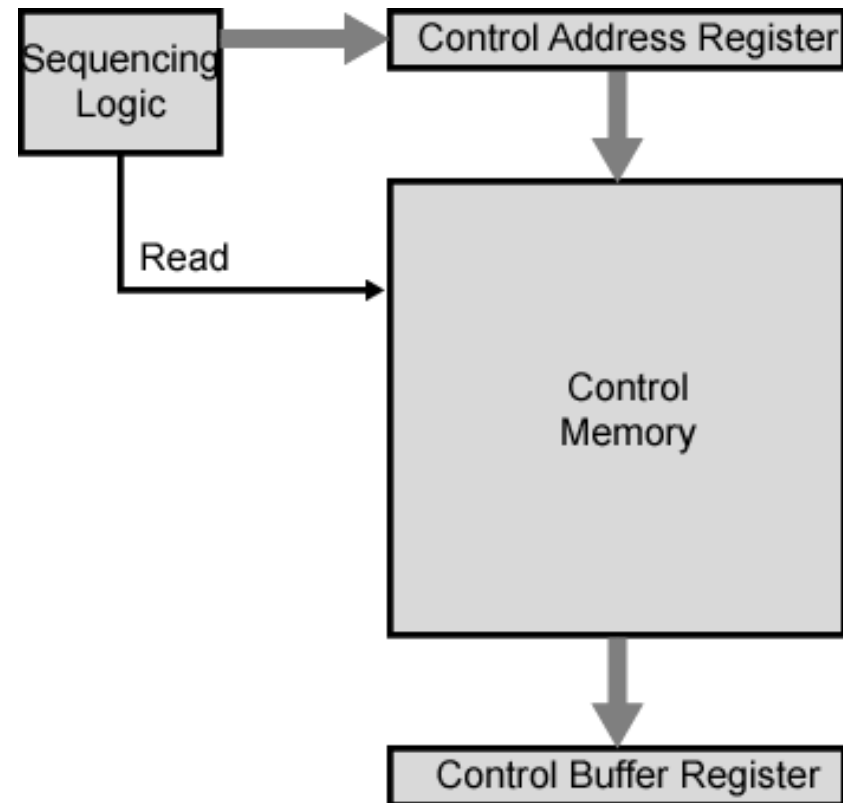 Sequencing
Logic
Control Address Register
Read
Control
Memory
Control Buffer Register